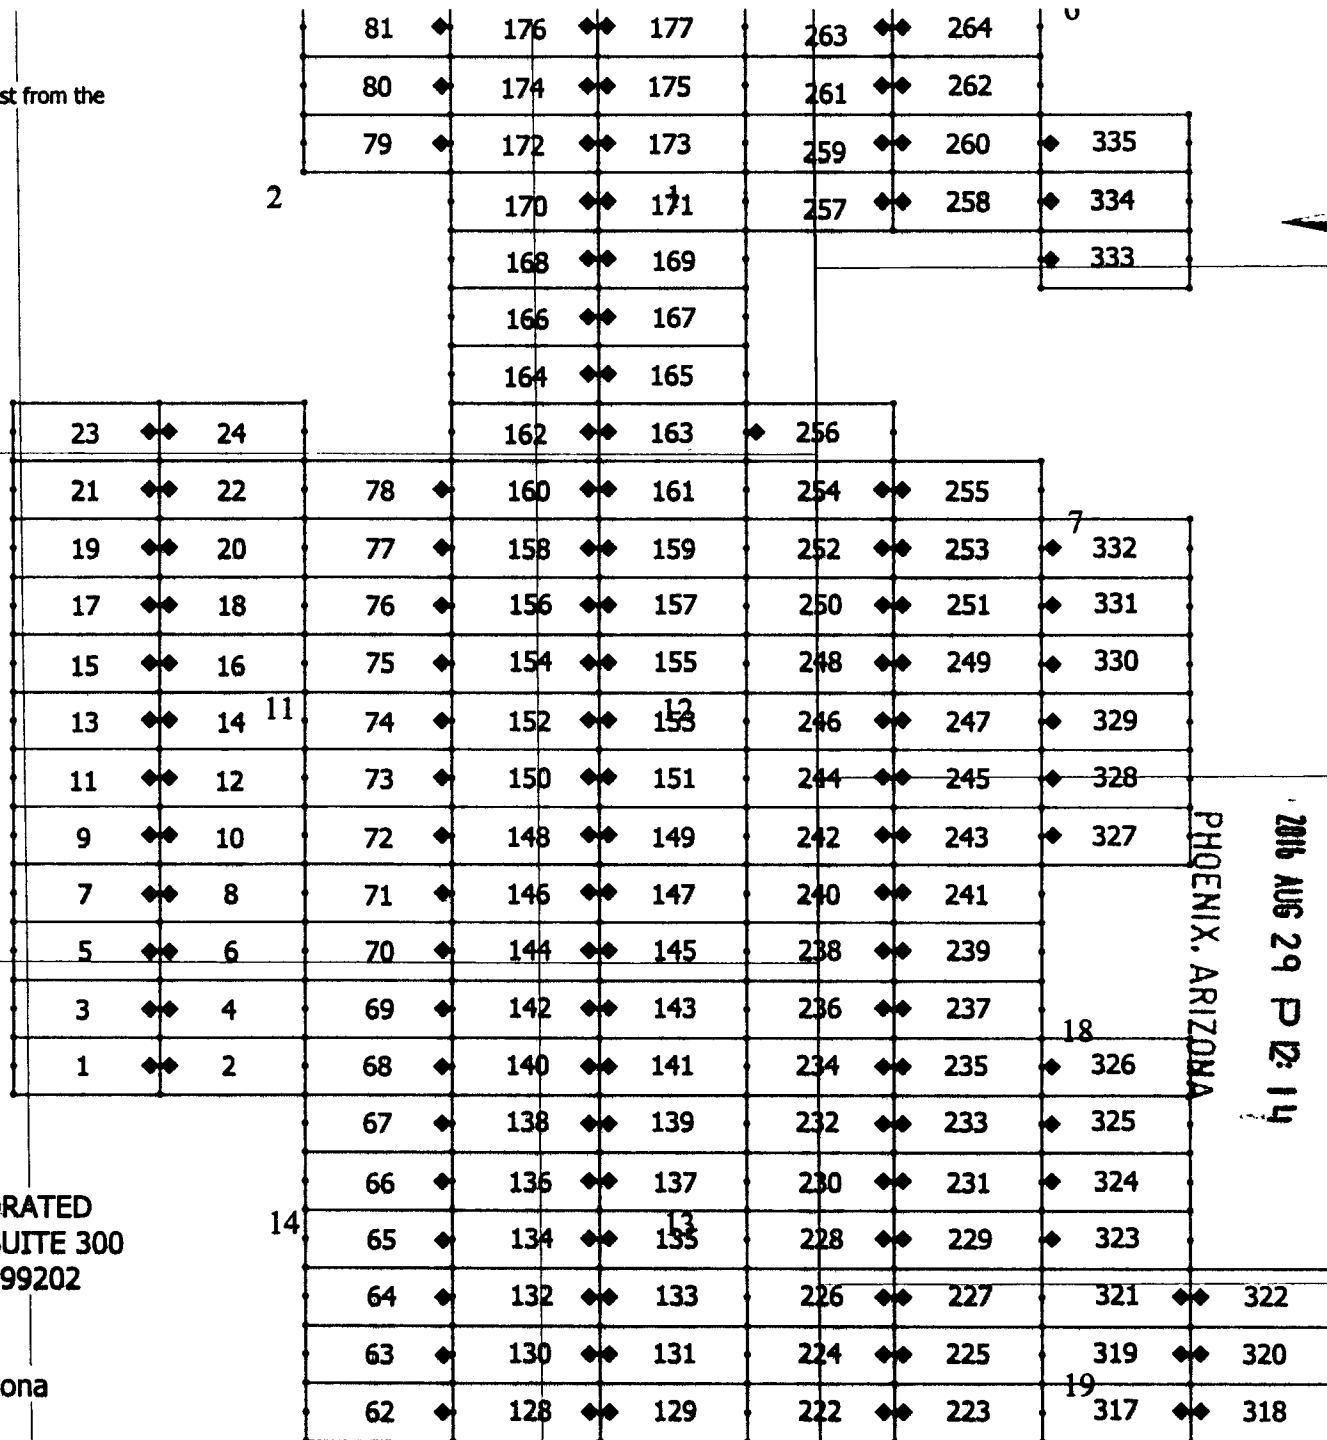 6
81 176 177 263 264
80 174 175 261 262
st from the
79 172 173 259 260 335
2 170 171 1 257 258 334
168 169 333
166 167
164 165
23 24 162 163 256
21 22 78 160 161 254 255
7
19 20 77 158 159 252 253 332
17 18 76 156 157 250 251 331
15 16 75 154 155 248 249 330
11 12
13 14 74 152 153 246 247 329
11 12 73 150 151 244 245 328
9 10 72 148 149 242 243 327
7 8 71 146 147 240 241
5 6 70 144 145 238 239
3 4 69 142 143 236 237
18
1 2 68 140 141 234 235 326
67 138 139 232 233 325
66 136 137 230 231 324
RATED
14 13
65 134 135 228 229 323
SUITE 300
99202
64 132 133 226 227 321 322
63 130 131 224 225 319 320
ona
19
62 128 129 222 223 317 318
PHOENIX, ARIZONA
2016 AUG 29 P 12: 14